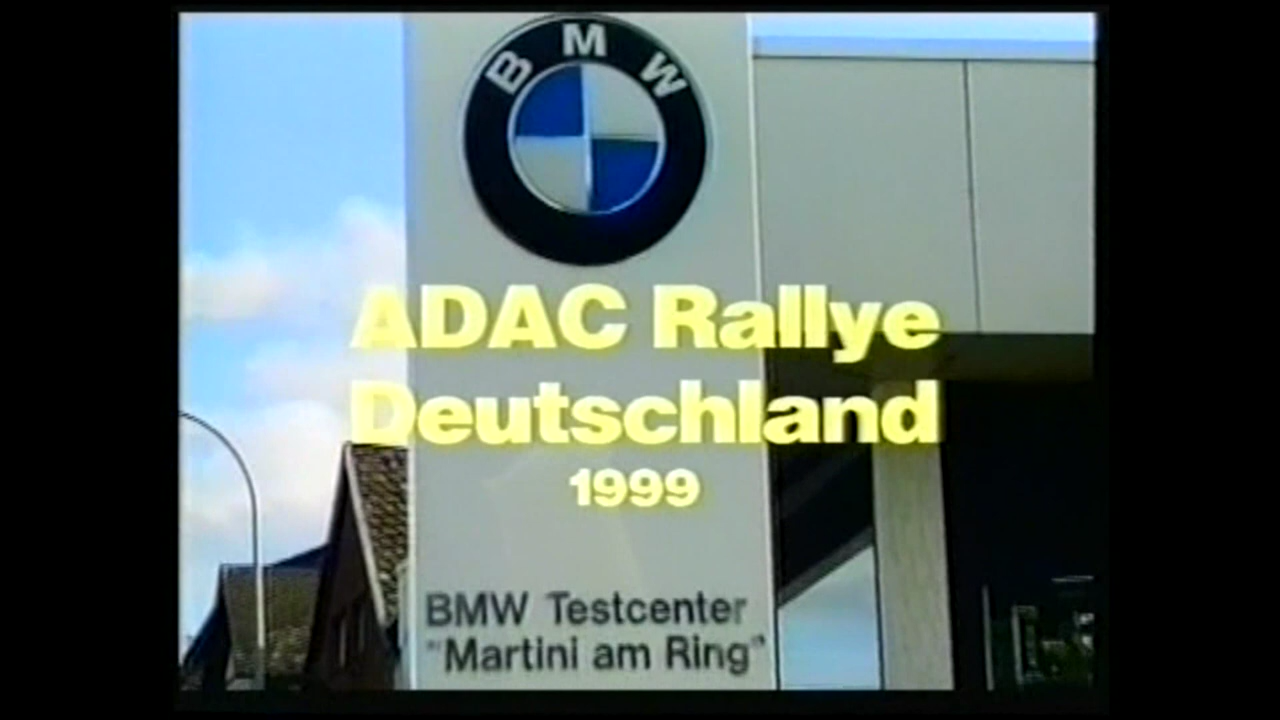 BMW
ADAC Rallye
Deutschland
1999
BMW Testcenter
"Martini am Ring"